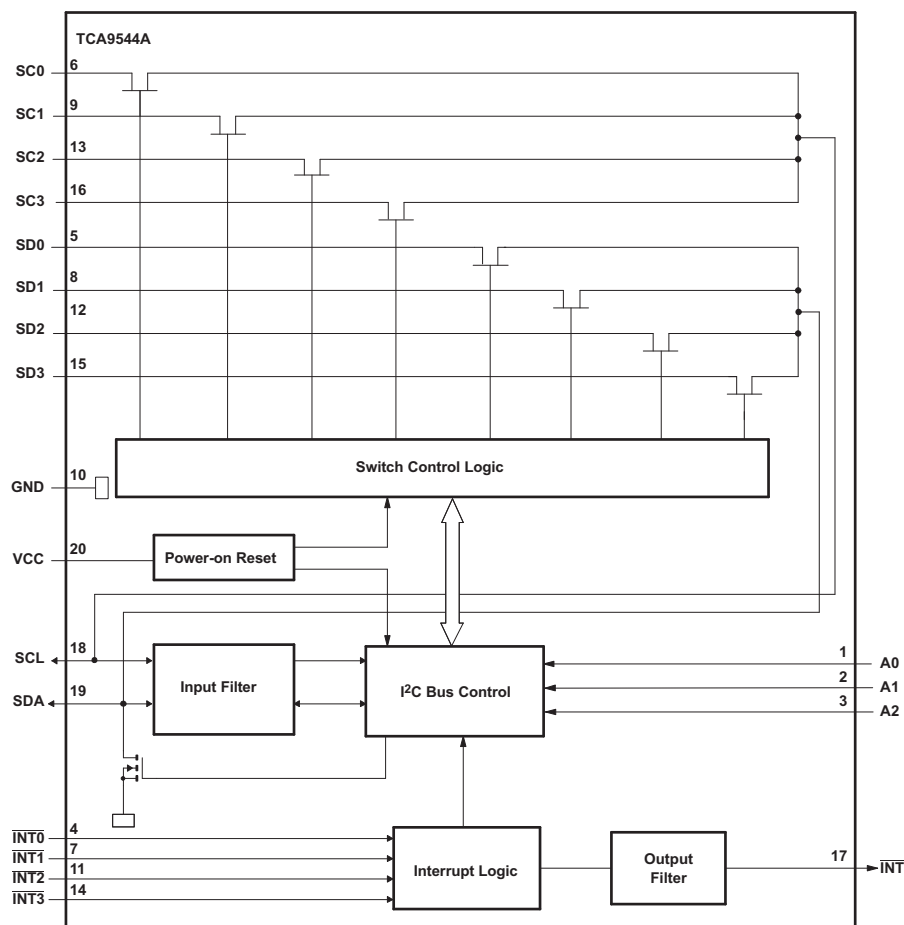 TCA9544A
SC0 6
SC1 9
SC2 13
SC3 16
SD0 5
SD1 8
SD2 12
SD3 15
Switch Control Logic
GND 10
VCC 20
Power-on Reset
SCL 18
SDA 19
Input Filter
I²C Bus Control
1 A0
2 A1
3 A2
INT0 4
INT1 7
INT2 11
INT3 14
Interrupt Logic
Output
Filter
17 INT